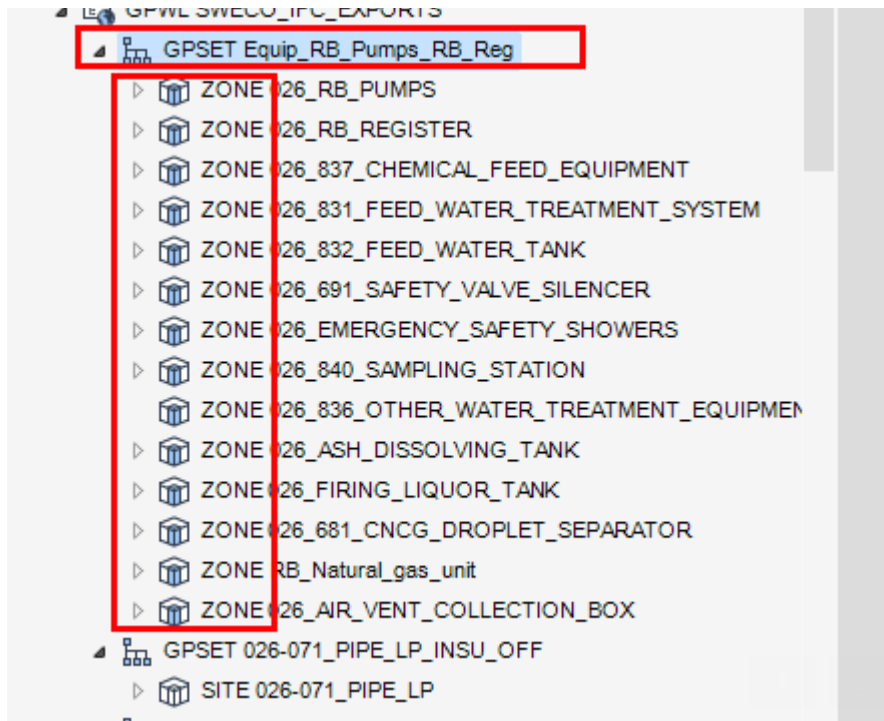 GPWL SWECO_IFC_EXPORTS
GPSET Equip_RB_Pumps_RB_Reg
ZONE 026_RB_PUMPS
ZONE 026_RB_REGISTER
ZONE 026_837_CHEMICAL_FEED_EQUIPMENT
ZONE 026_831_FEED_WATER_TREATMENT_SYSTEM
ZONE 026_832_FEED_WATER_TANK
ZONE 026_691_SAFETY_VALVE_SILENCER
ZONE 026_EMERGENCY_SAFETY_SHOWERS
ZONE 026_840_SAMPLING_STATION
ZONE 026_836_OTHER_WATER_TREATMENT_EQUIPMEN
ZONE 026_ASH_DISSOLVING_TANK
ZONE 026_FIRING_LIQUOR_TANK
ZONE 026_681_CNCG_DROPLET_SEPARATOR
ZONE RB_Natural_gas_unit
ZONE 026_AIR_VENT_COLLECTION_BOX
GPSET 026-071_PIPE_LP_INSU_OFF
SITE 026-071_PIPE_LP